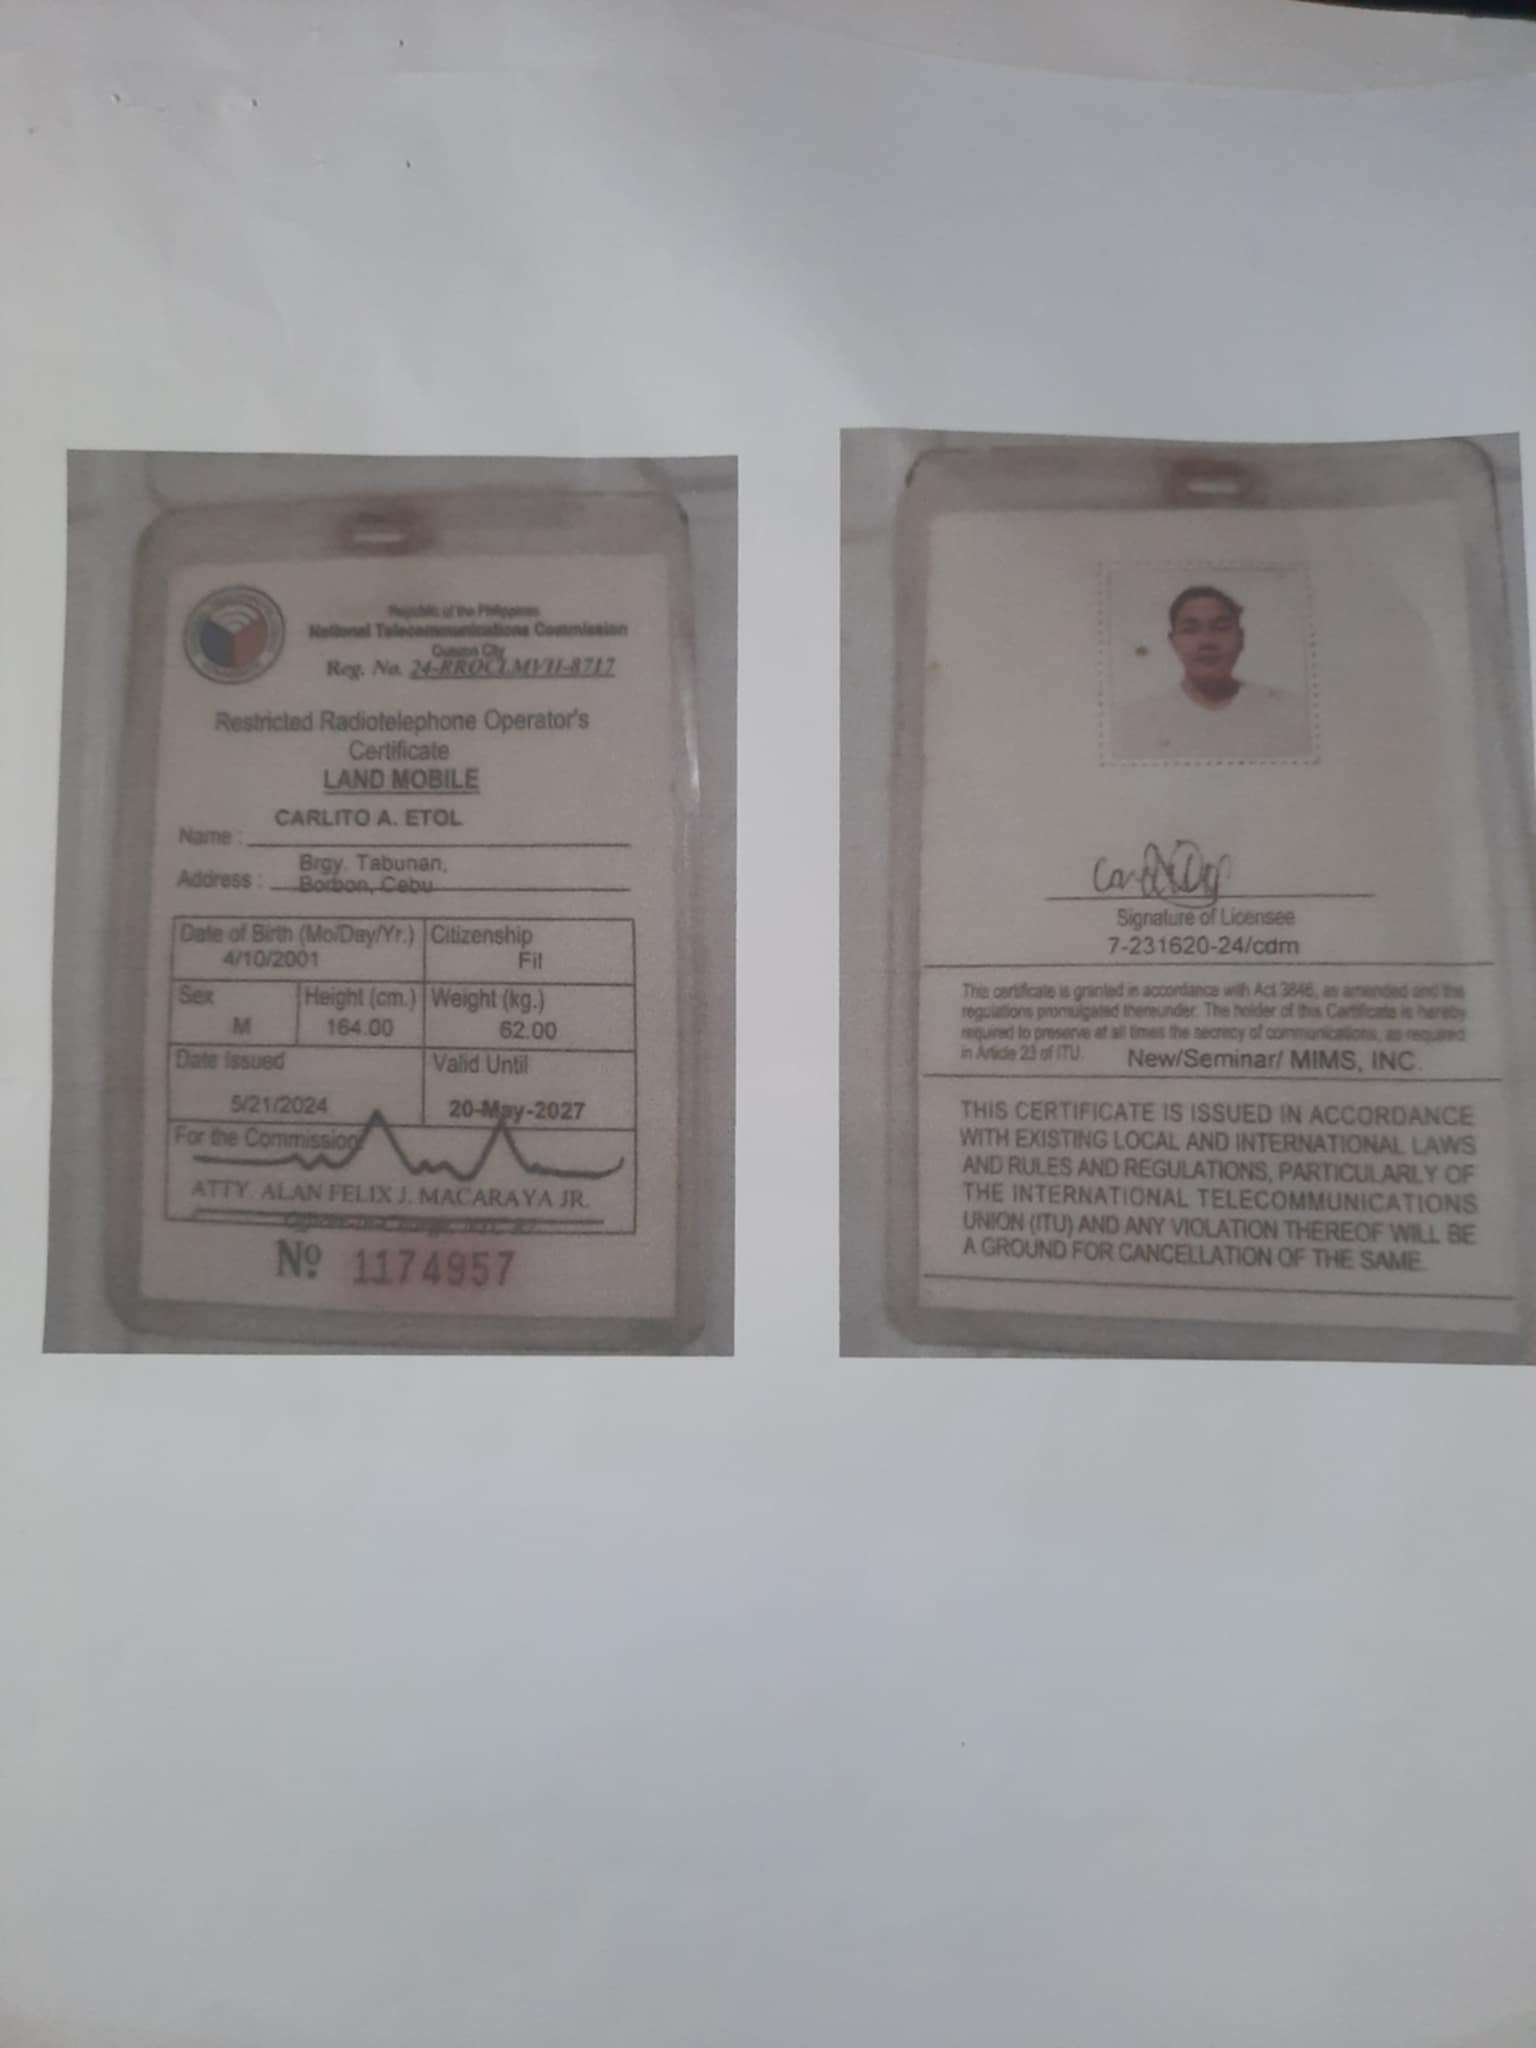 Republic of the Philippines
National Telecommunications Commission
Quezon City
Reg. No. 24-RROCLMVII-8717
Restricted Radiotelephone Operator's
Certificate
LAND MOBILE
CARLITO A. ETOL
Name :
Brgy. Tabunan,
Address : Borbon, Cebu
Date of Birth (Mo/Day/Yr.) Citizenship
4/10/2001 Fil
Sex Height (cm.) Weight (kg.)
M 164.00 62.00
Date Issued Valid Until
5/21/2024 20-May-2027
For the Commission
ATTY. ALAN FELIX J. MACARAYA JR.
Nº 1174957
Signature of Licensee
7-231620-24/cdm
This certificate is granted in accordance with Act 3846, as amended and the
regulations promulgated thereunder. The holder of this Certificate is hereby
required to preserve at all times the secrecy of communications, as required
in Article 23 of ITU. New/Seminar/ MIMS, INC.
THIS CERTIFICATE IS ISSUED IN ACCORDANCE
WITH EXISTING LOCAL AND INTERNATIONAL LAWS
AND RULES AND REGULATIONS, PARTICULARLY OF
THE INTERNATIONAL TELECOMMUNICATIONS
UNION (ITU) AND ANY VIOLATION THEREOF WILL BE
A GROUND FOR CANCELLATION OF THE SAME.